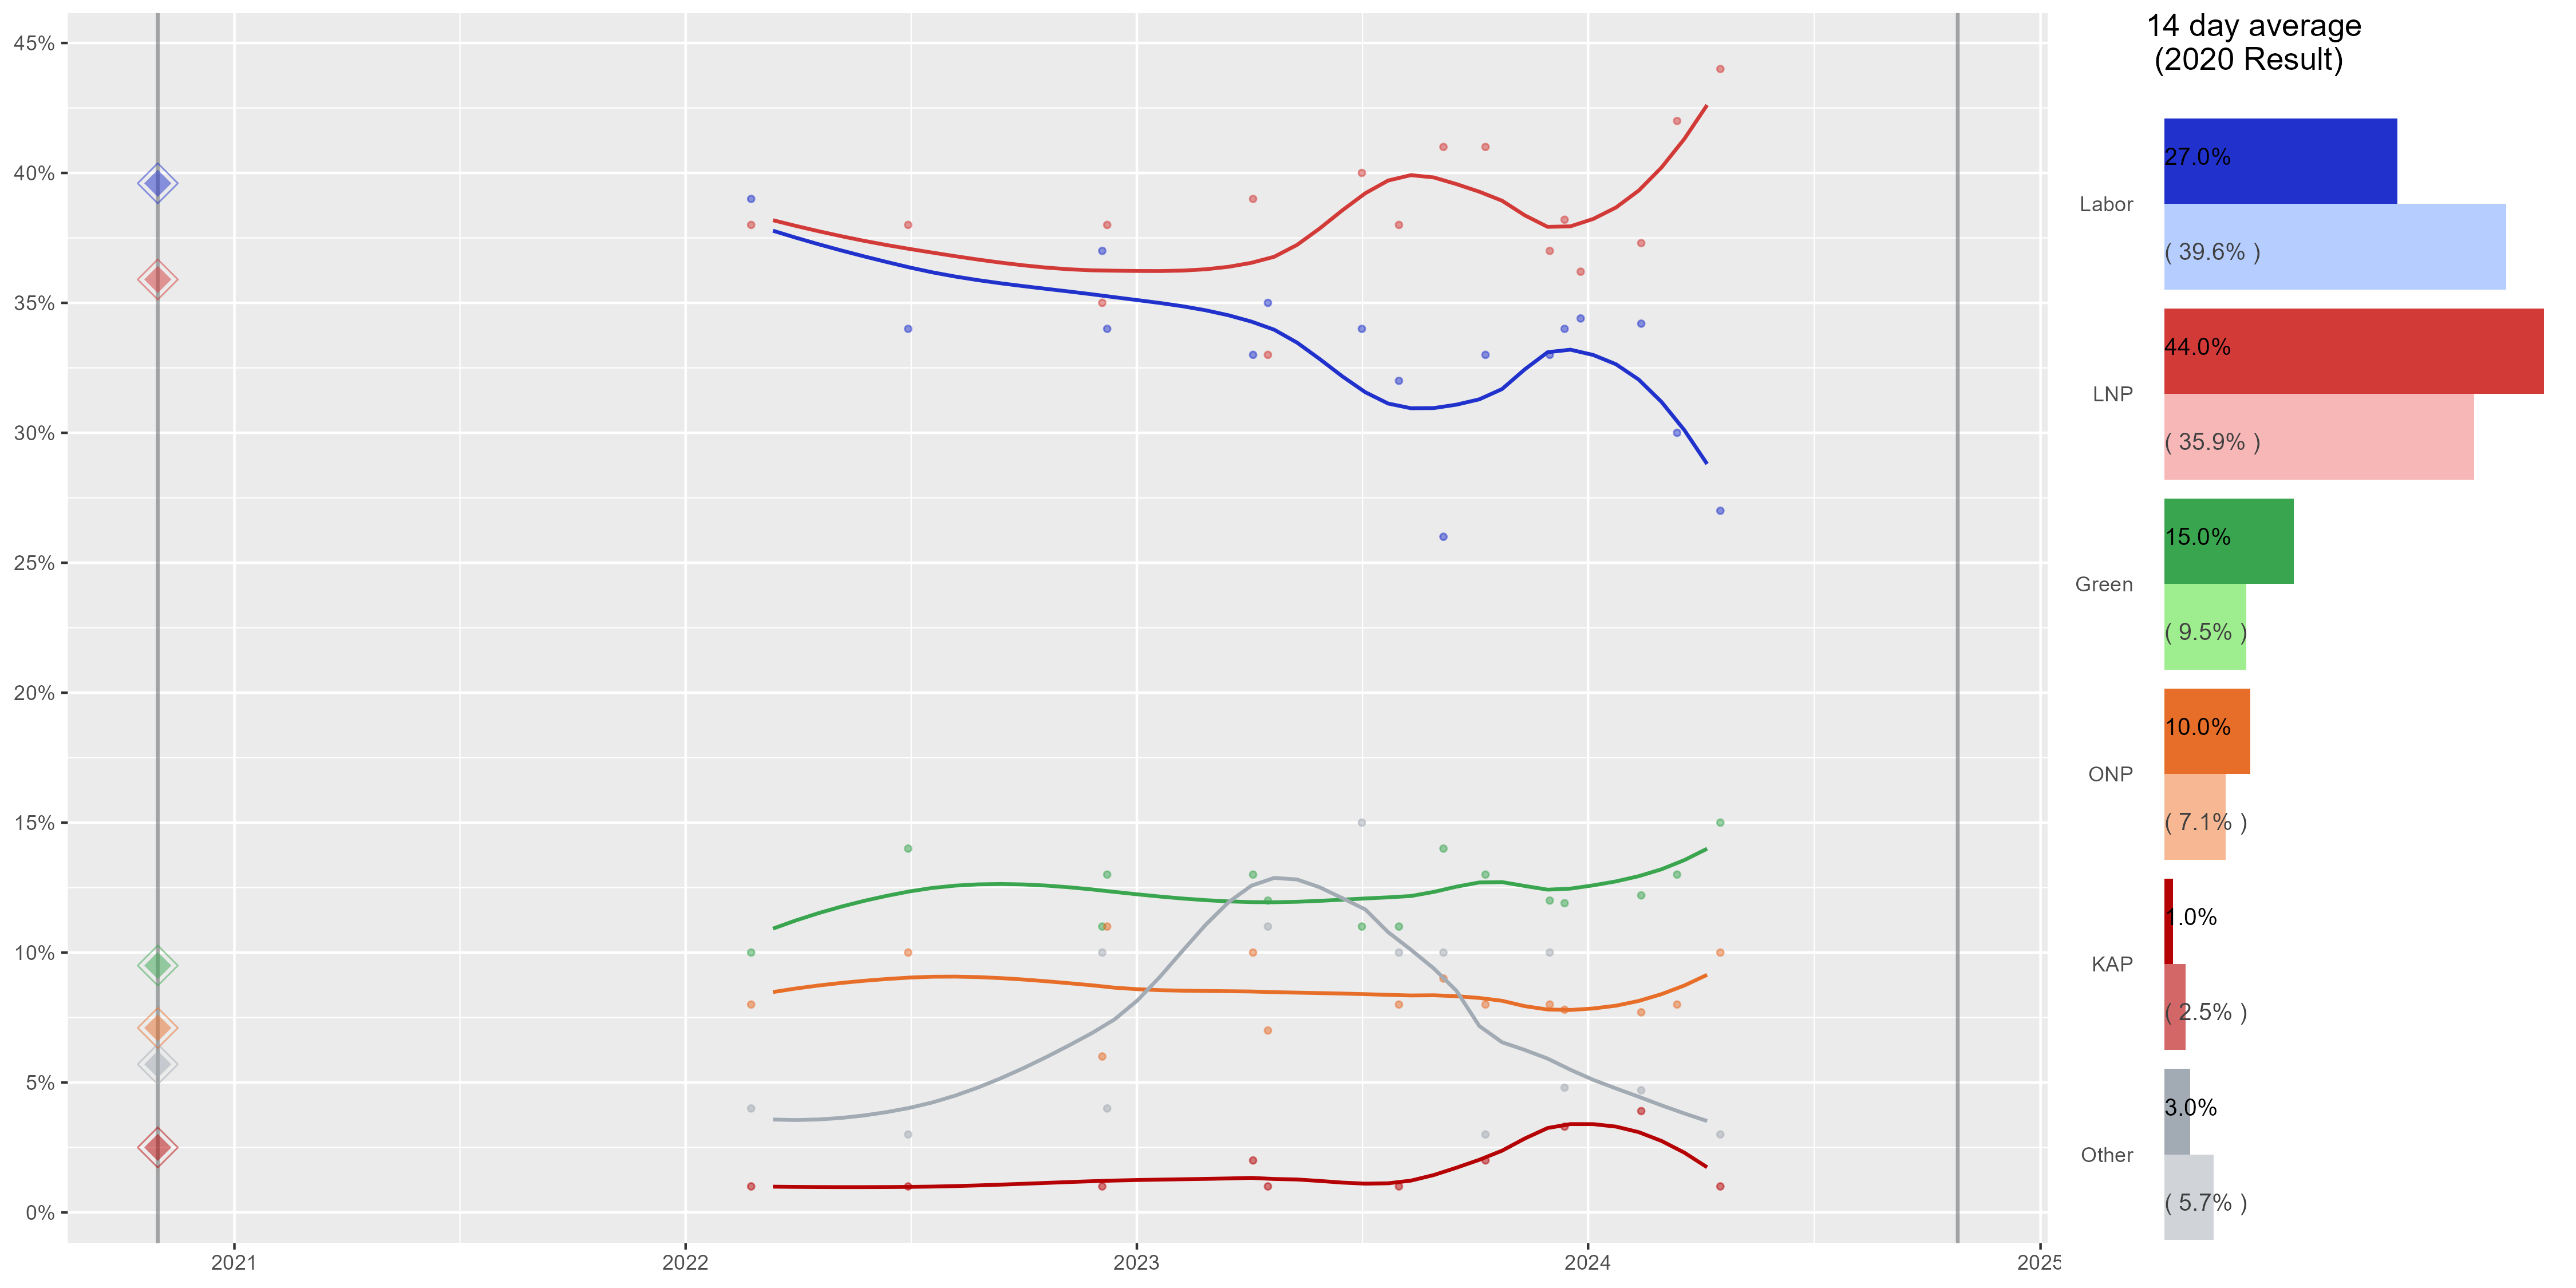 45%
40%
35%
30%
25%
20%
15%
10%
5%
0%
2021
2022
2023
2024
2025
14 day average
(2020 Result)
Labor
27.0%
( 39.6% )
LNP
44.0%
( 35.9% )
Green
15.0%
( 9.5% )
ONP
10.0%
( 7.1% )
KAP
1.0%
( 2.5% )
Other
3.0%
( 5.7% )